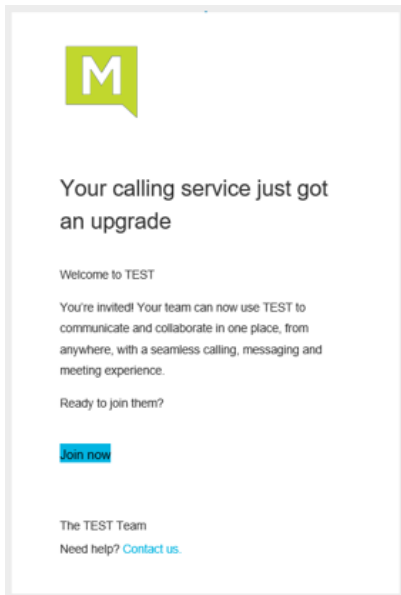 M
Your calling service just got
an upgrade
Welcome to TEST
You're invited! Your team can now use TEST to
communicate and collaborate in one place, from
anywhere, with a seamless calling, messaging and
meeting experience.
Ready to join them?
Join now
The TEST Team
Need help? Contact us.